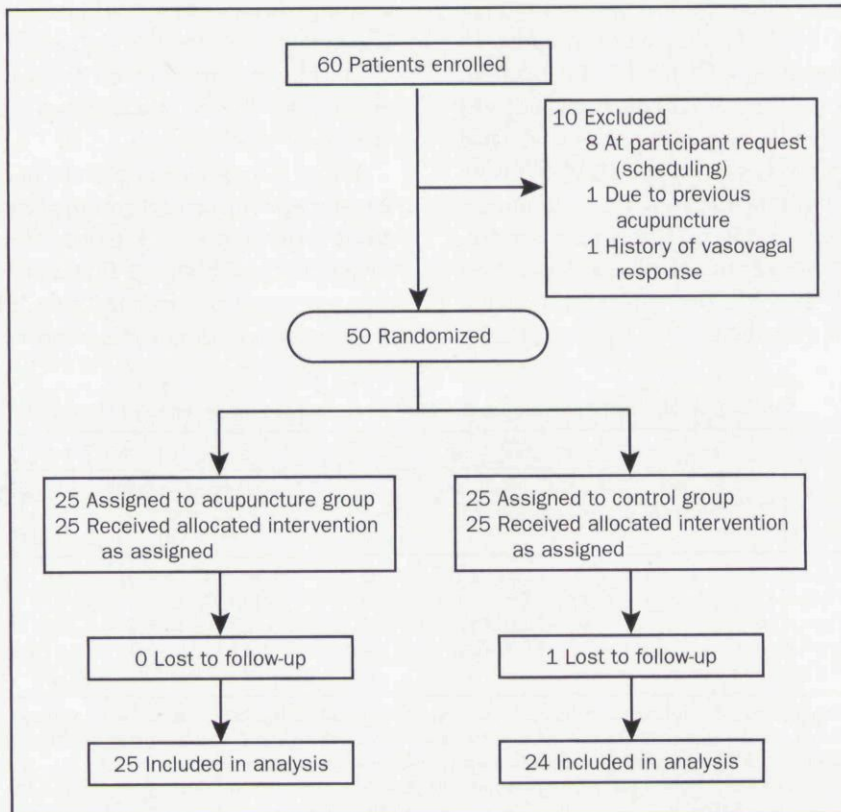 60 Patients enrolled
10 Excluded
8 At participant request
(scheduling)
1 Due to previous
acupuncture
1 History of vasovagal
response
50 Randomized
25 Assigned to acupuncture group
25 Received allocated intervention
as assigned
25 Assigned to control group
25 Received allocated intervention
as assigned
0 Lost to follow-up
1 Lost to follow-up
25 Included in analysis
24 Included in analysis